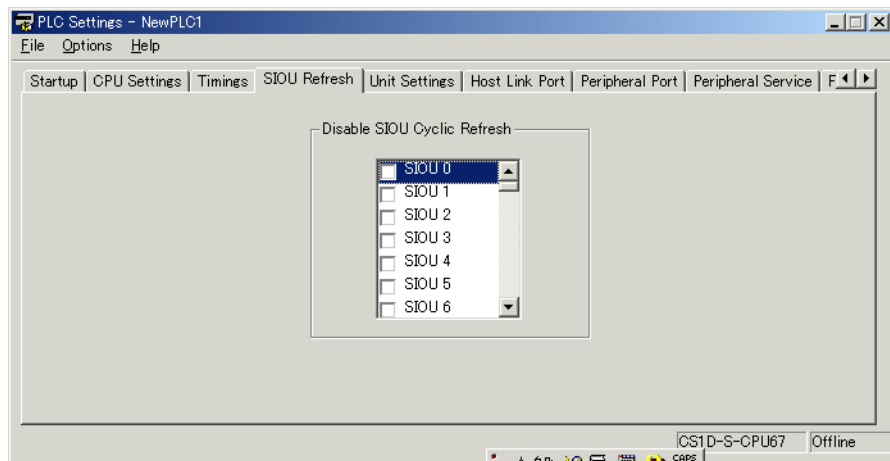 PLC Settings - NewPLC1
File Options Help
Startup CPU Settings Timings SIOU Refresh Unit Settings Host Link Port Peripheral Port Peripheral Service F
Disable SIOU Cyclic Refresh
SIOU 0
SIOU 1
SIOU 2
SIOU 3
SIOU 4
SIOU 5
SIOU 6
CS1D-S-CPU67 Offline
CAPS